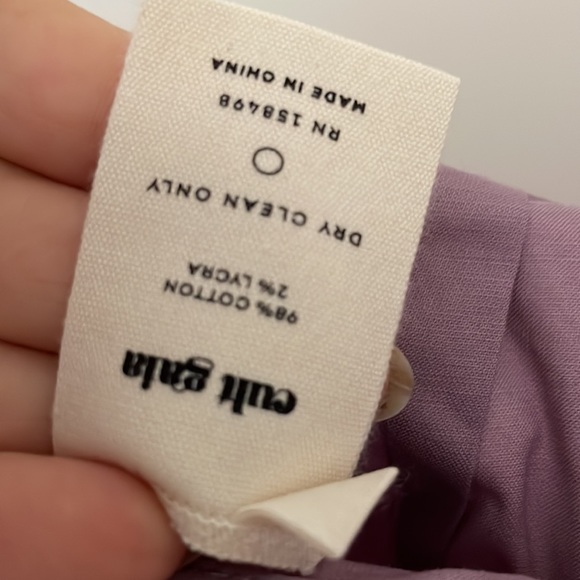 cult gaia
98% COTTON
2% LYCRA
DRY CLEAN ONLY
RN 158498
MADE IN CHINA